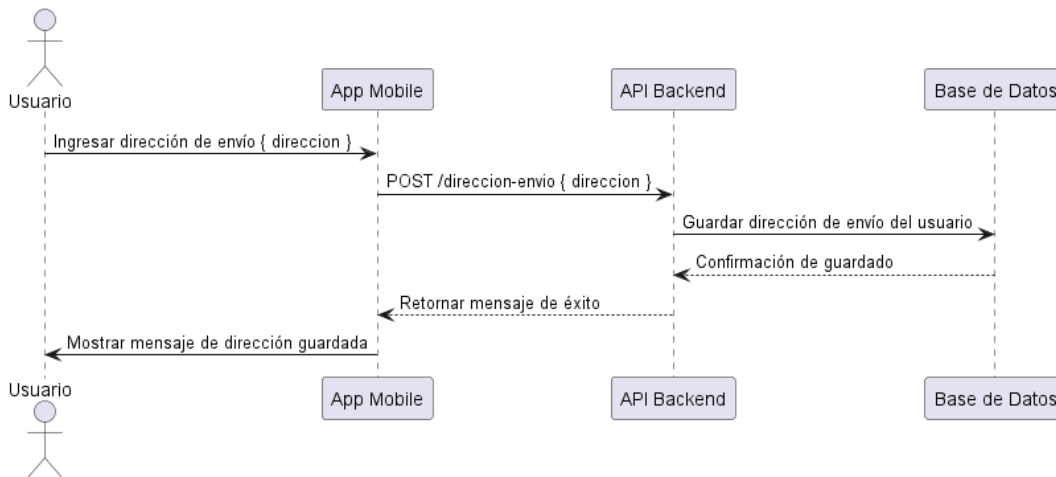 Usuario
App Mobile
API Backend
Base de Datos
Ingresar dirección de envío { direccion }
POST /direccion-envio { direccion }
Guardar dirección de envío del usuario
Confirmación de guardado
Retornar mensaje de éxito
Mostrar mensaje de dirección guardada
Usuario
App Mobile
API Backend
Base de Datos